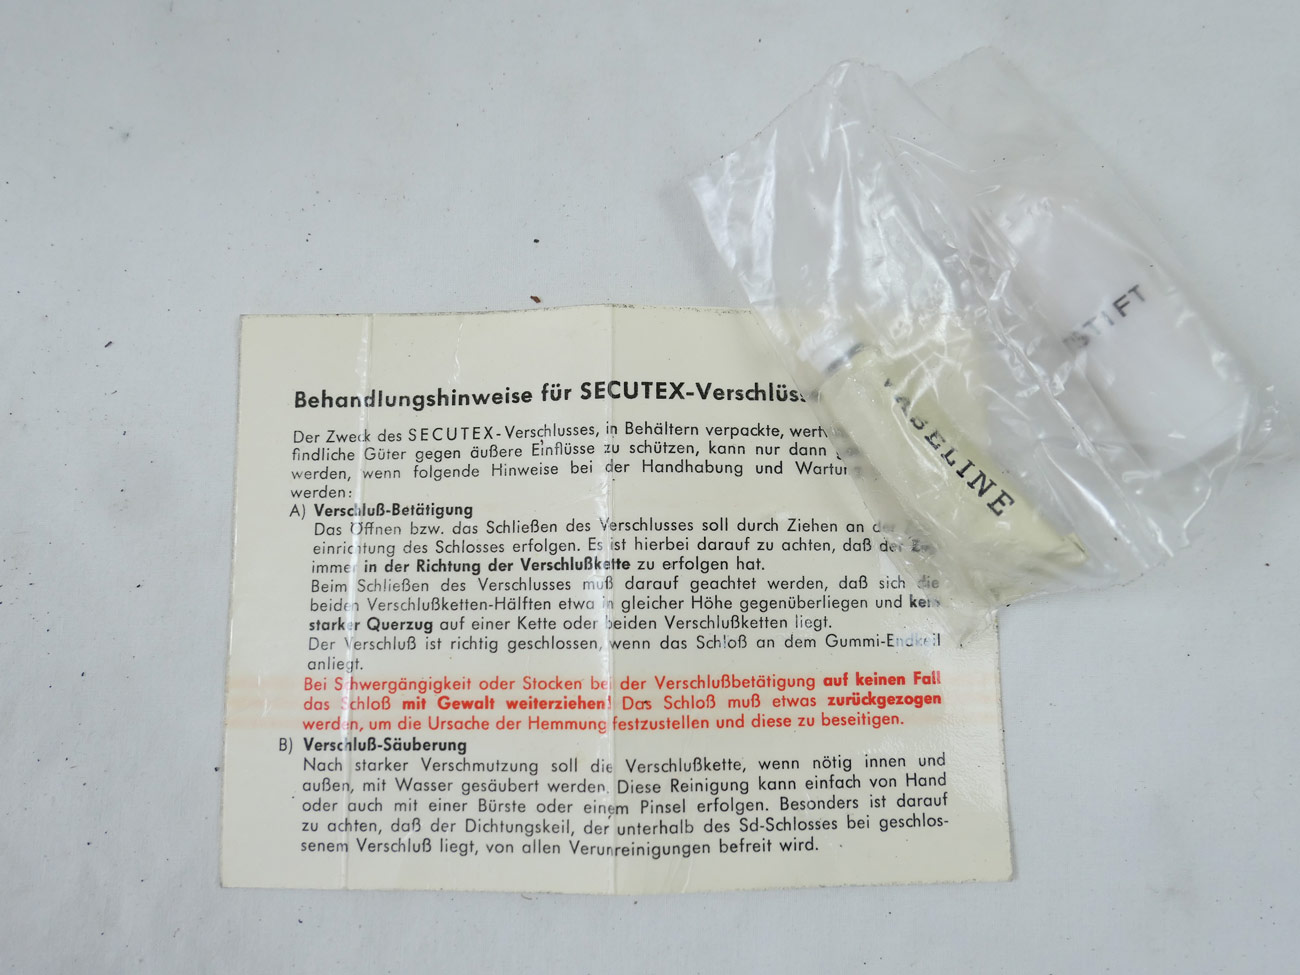 Behandlungshinweise für SECUTEX-Verschlüss
Der Zweck des SECUTEX-Verschlusses, in Behältern verpackte, wert
findliche Güter gegen äußere Einflüsse zu schützen, kann nur dann
werden, wenn folgende Hinweise bei der Handhabung und Wartun
werden:
A) Verschluß-Betätigung
Das Öffnen bzw. das Schließen des Verschlusses soll durch Ziehen an der
einrichtung des Schlosses erfolgen. Es ist hierbei darauf zu achten, daß der
immer in der Richtung der Verschlußkette zu erfolgen hat.
Beim Schließen des Verschlusses muß darauf geachtet werden, daß sich die
beiden Verschlußketten-Hälften etwa in gleicher Höhe gegenüberliegen und kein
starker Querzug auf einer Kette oder beiden Verschlußketten liegt.
Der Verschluß ist richtig geschlossen, wenn das Schloß an dem Gummi-Endkeil
anliegt.
Bei Schwergängigkeit oder Stocken bei der Verschlußbetätigung auf keinen Fall
das Schloß mit Gewalt weiterziehen! Das Schloß muß etwas zurückgezogen
werden, um die Ursache der Hemmung festzustellen und diese zu beseitigen.
B) Verschluß-Säuberung
Nach starker Verschmutzung soll die Verschlußkette, wenn nötig innen und
außen, mit Wasser gesäubert werden. Diese Reinigung kann einfach von Hand
oder auch mit einer Bürste oder einem Pinsel erfolgen. Besonders ist darauf
zu achten, daß der Dichtungskeil, der unterhalb des Sd-Schlosses bei geschlos-
senem Verschluß liegt, von allen Verunreinigungen befreit wird.
VASELINE
STIFT